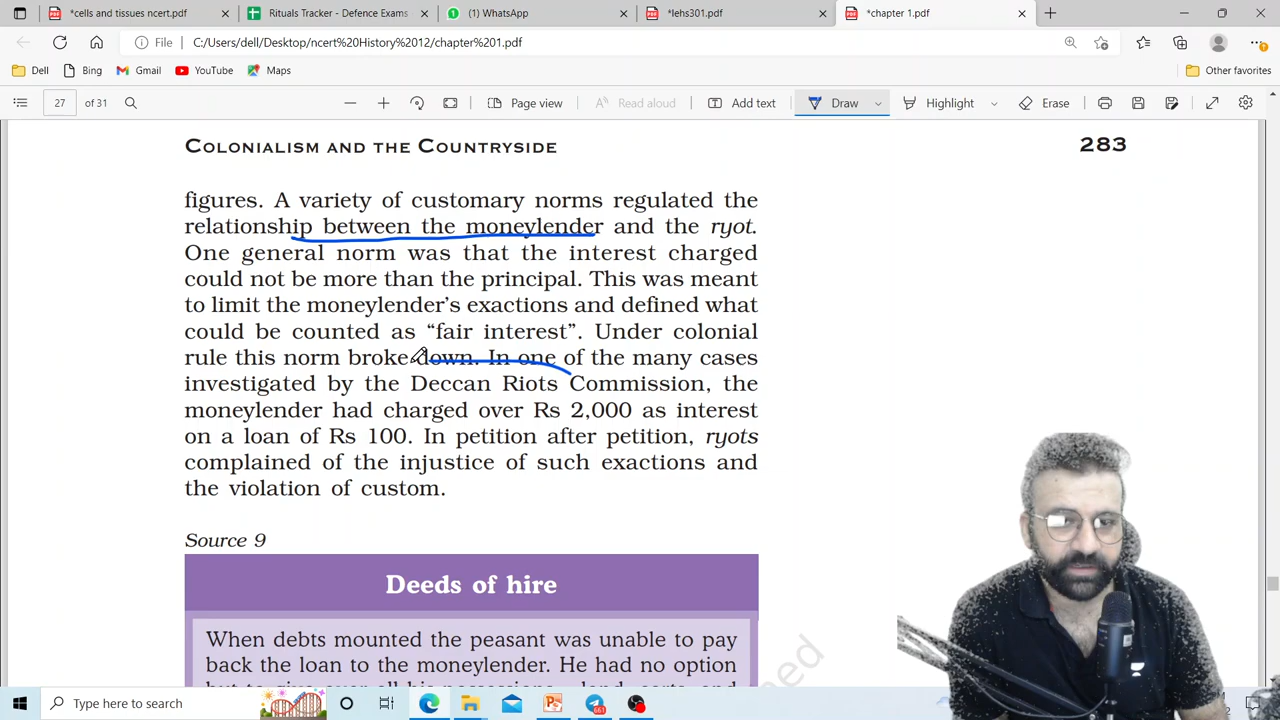 *cells and tissues ncert.pdf
Rituals Tracker - Defence Exams
(1) WhatsApp
*lehs301.pdf
*chapter 1.pdf
File
C:/Users/dell/Desktop/ncert%20History%2012/chapter%201.pdf
Dell
Bing
Gmail
YouTube
Maps
Other favorites
27
of 31
Page view
Read aloud
Add text
Draw
Highlight
Erase
COLONIALISM AND THE COUNTRYSIDE
283
figures. A variety of customary norms regulated the
relationship between the moneylender and the ryot.
One general norm was that the interest charged
could not be more than the principal. This was meant
to limit the moneylender's exactions and defined what
could be counted as “fair interest”. Under colonial
rule this norm broke down. In one of the many cases
investigated by the Deccan Riots Commission, the
moneylender had charged over Rs 2,000 as interest
on a loan of Rs 100. In petition after petition, ryots
complained of the injustice of such exactions and
the violation of custom.
Source 9
Deeds of hire
When debts mounted the peasant was unable to pay
back the loan to the moneylender. He had no option
Type here to search